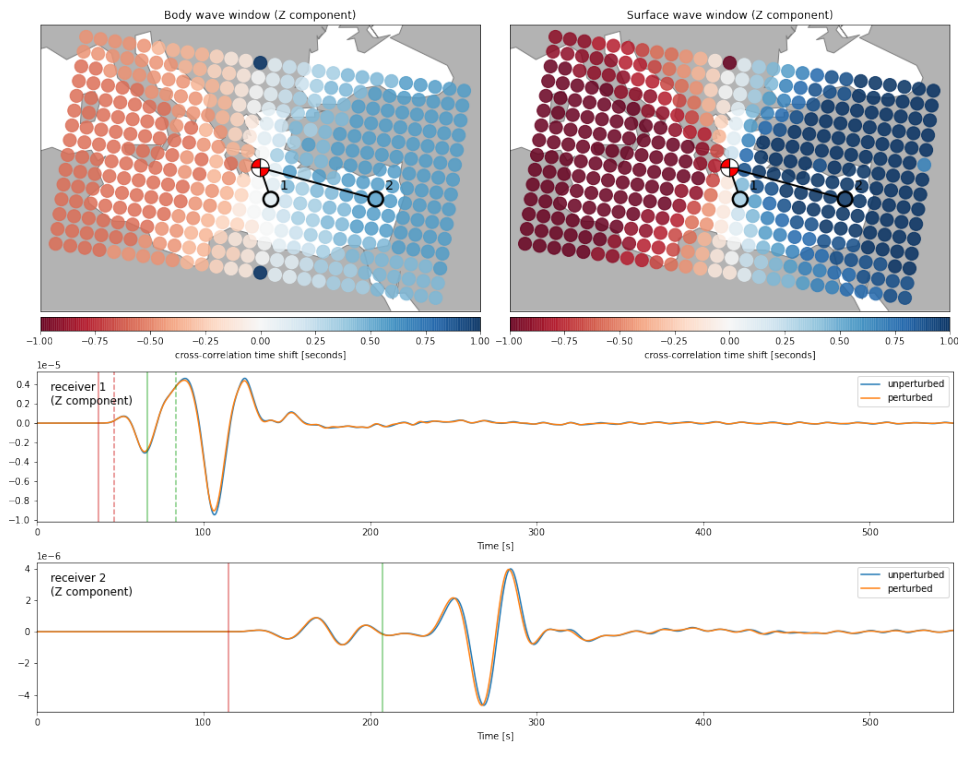 Body wave window (Z component)
Surface wave window (Z component)
1
2
1
2
−1.00 −0.75 −0.50 −0.25 0.00 0.25 0.50 0.75 1.00
−1.00 −0.75 −0.50 −0.25 0.00 0.25 0.50 0.75 1.00
cross-correlation time shift [seconds]
cross-correlation time shift [seconds]
1e−5
receiver 1
(Z component)
unperturbed
perturbed
0.4
0.2
0.0
−0.2
−0.4
−0.6
−0.8
−1.0
0 100 200 300 400 500
Time [s]
1e−6
receiver 2
(Z component)
unperturbed
perturbed
4
2
0
−2
−4
0 100 200 300 400 500
Time [s]